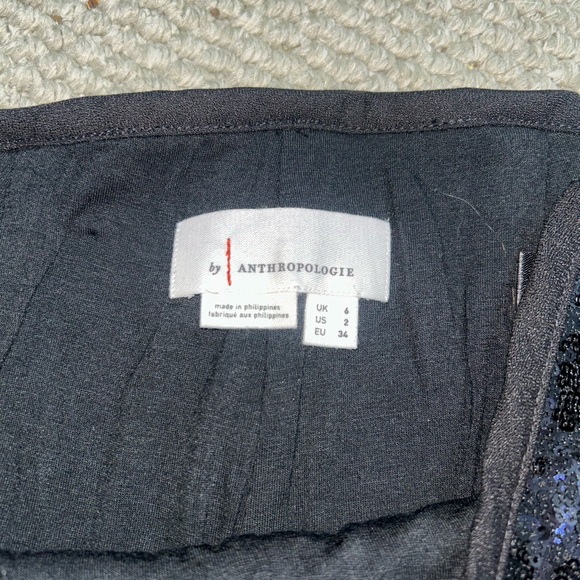 by ANTHROPOLOGIE
made in philippines
fabriqué aux philippines
UK 6
US 2
EU 34